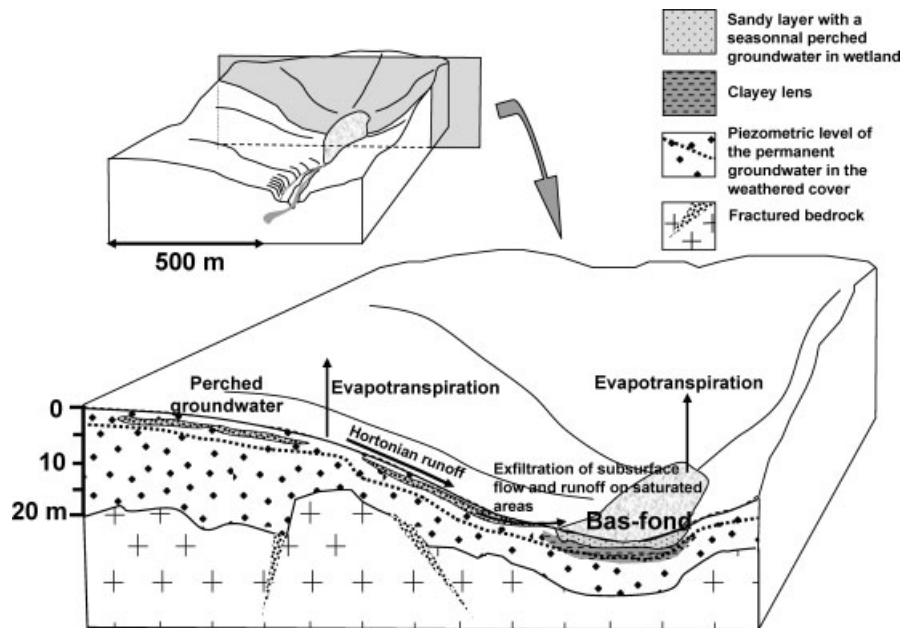 Sandy layer with a
seasonnal perched
groundwater in wetland
Clayey lens
Piezometric level of
the permanent
groundwater in the
weathered cover
Fractured bedrock
500 m
Perched
groundwater
Evapotranspiration
Evapotranspiration
Hortonian runoff
Exfiltration of subsurface
flow and runoff on saturated
areas
Bas-fond
0
10
20 m